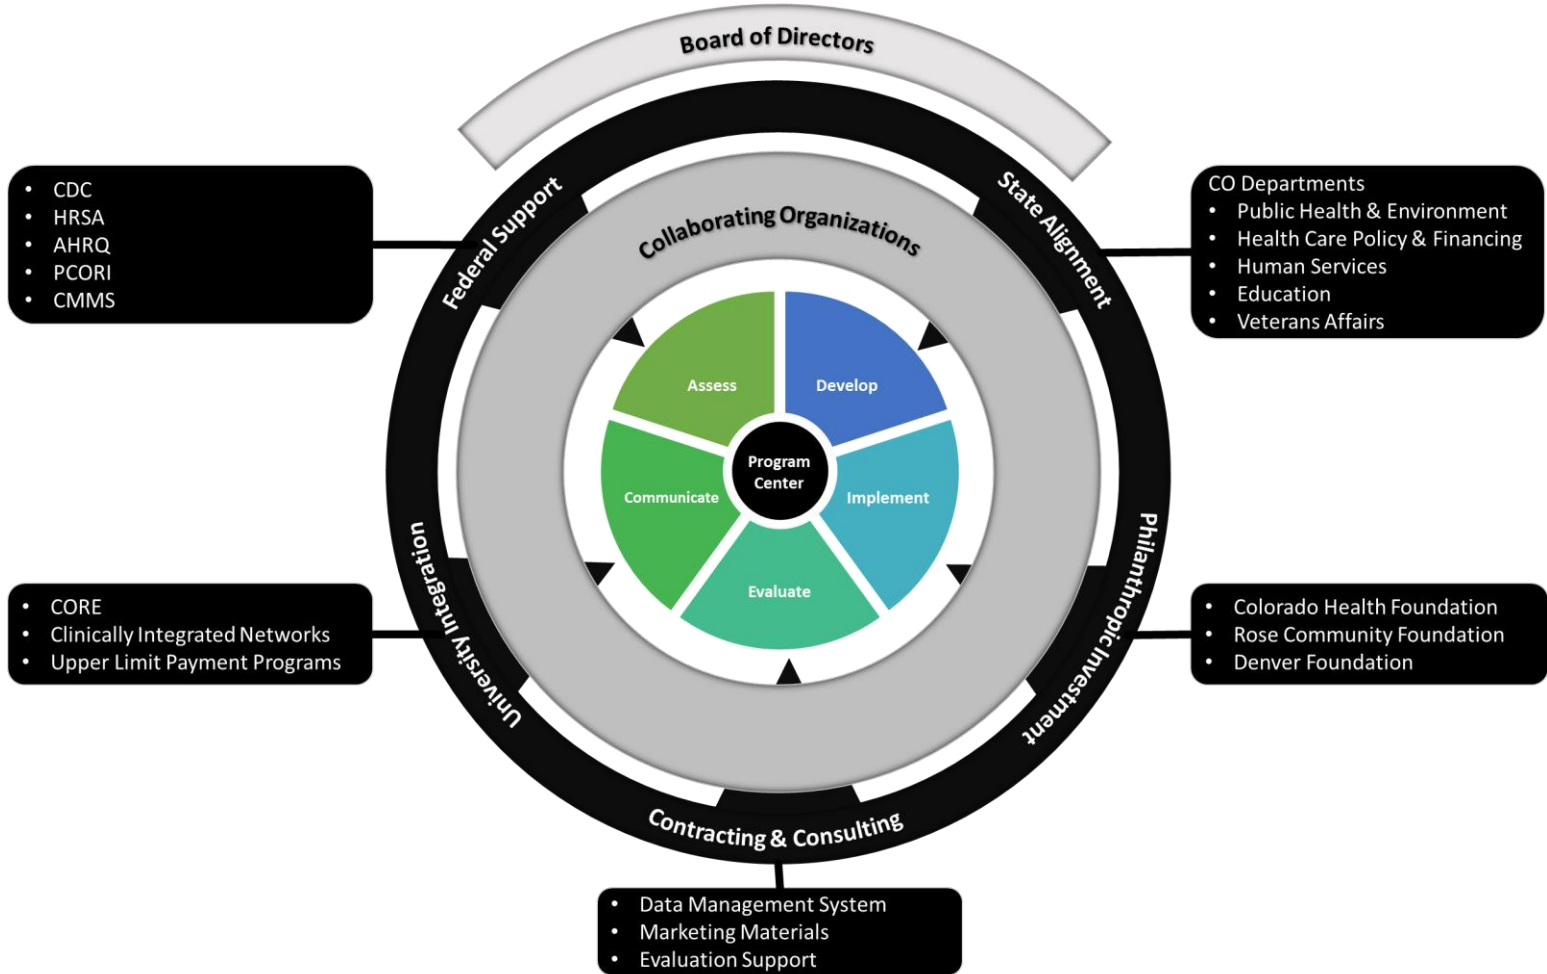 Board of Directors
Federal Support
State Alignment
Collaborating Organizations
• CDC
• HRSA
• AHRQ
• PCORI
• CMMS
CO Departments
• Public Health & Environment
• Health Care Policy & Financing
• Human Services
• Education
• Veterans Affairs
Assess
Develop
Program
Center
Communicate
Implement
Evaluate
University Integration
Philanthropic Investment
• CORE
• Clinically Integrated Networks
• Upper Limit Payment Programs
• Colorado Health Foundation
• Rose Community Foundation
• Denver Foundation
Contracting & Consulting
• Data Management System
• Marketing Materials
• Evaluation Support